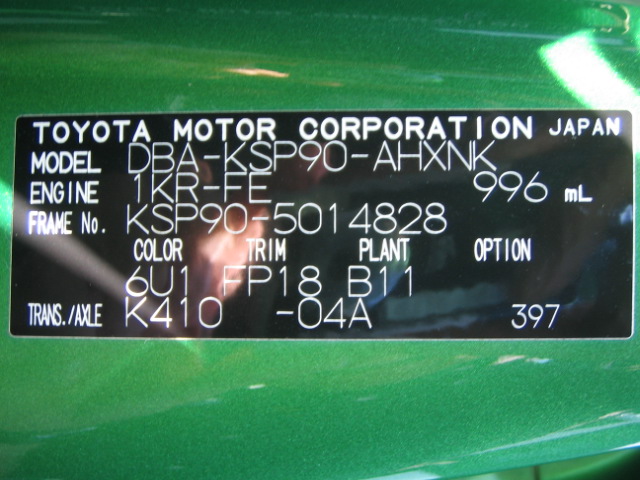 TOYOTA MOTOR CORPORATION JAPAN
MODEL DBA-KSP90-AHXNK
ENGINE 1KR-FE 996 mL
FRAME No. KSP90-5014828
COLOR TRIM PLANT OPTION
6U1 FP18 B11
TRANS./AXLE K410 -04A 397